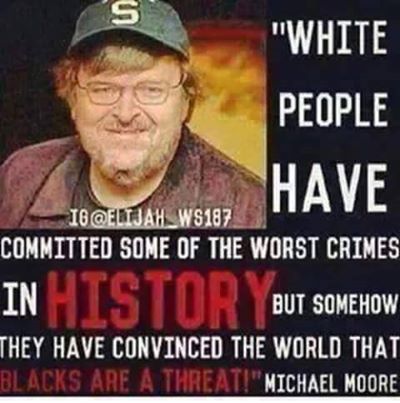 S
"WHITE
PEOPLE
HAVE
IG@ELIJAH_WS187
COMMITTED SOME OF THE WORST CRIMES
IN HISTORY BUT SOMEHOW
THEY HAVE CONVINCED THE WORLD THAT
BLACKS ARE A THREAT!" MICHAEL MOORE